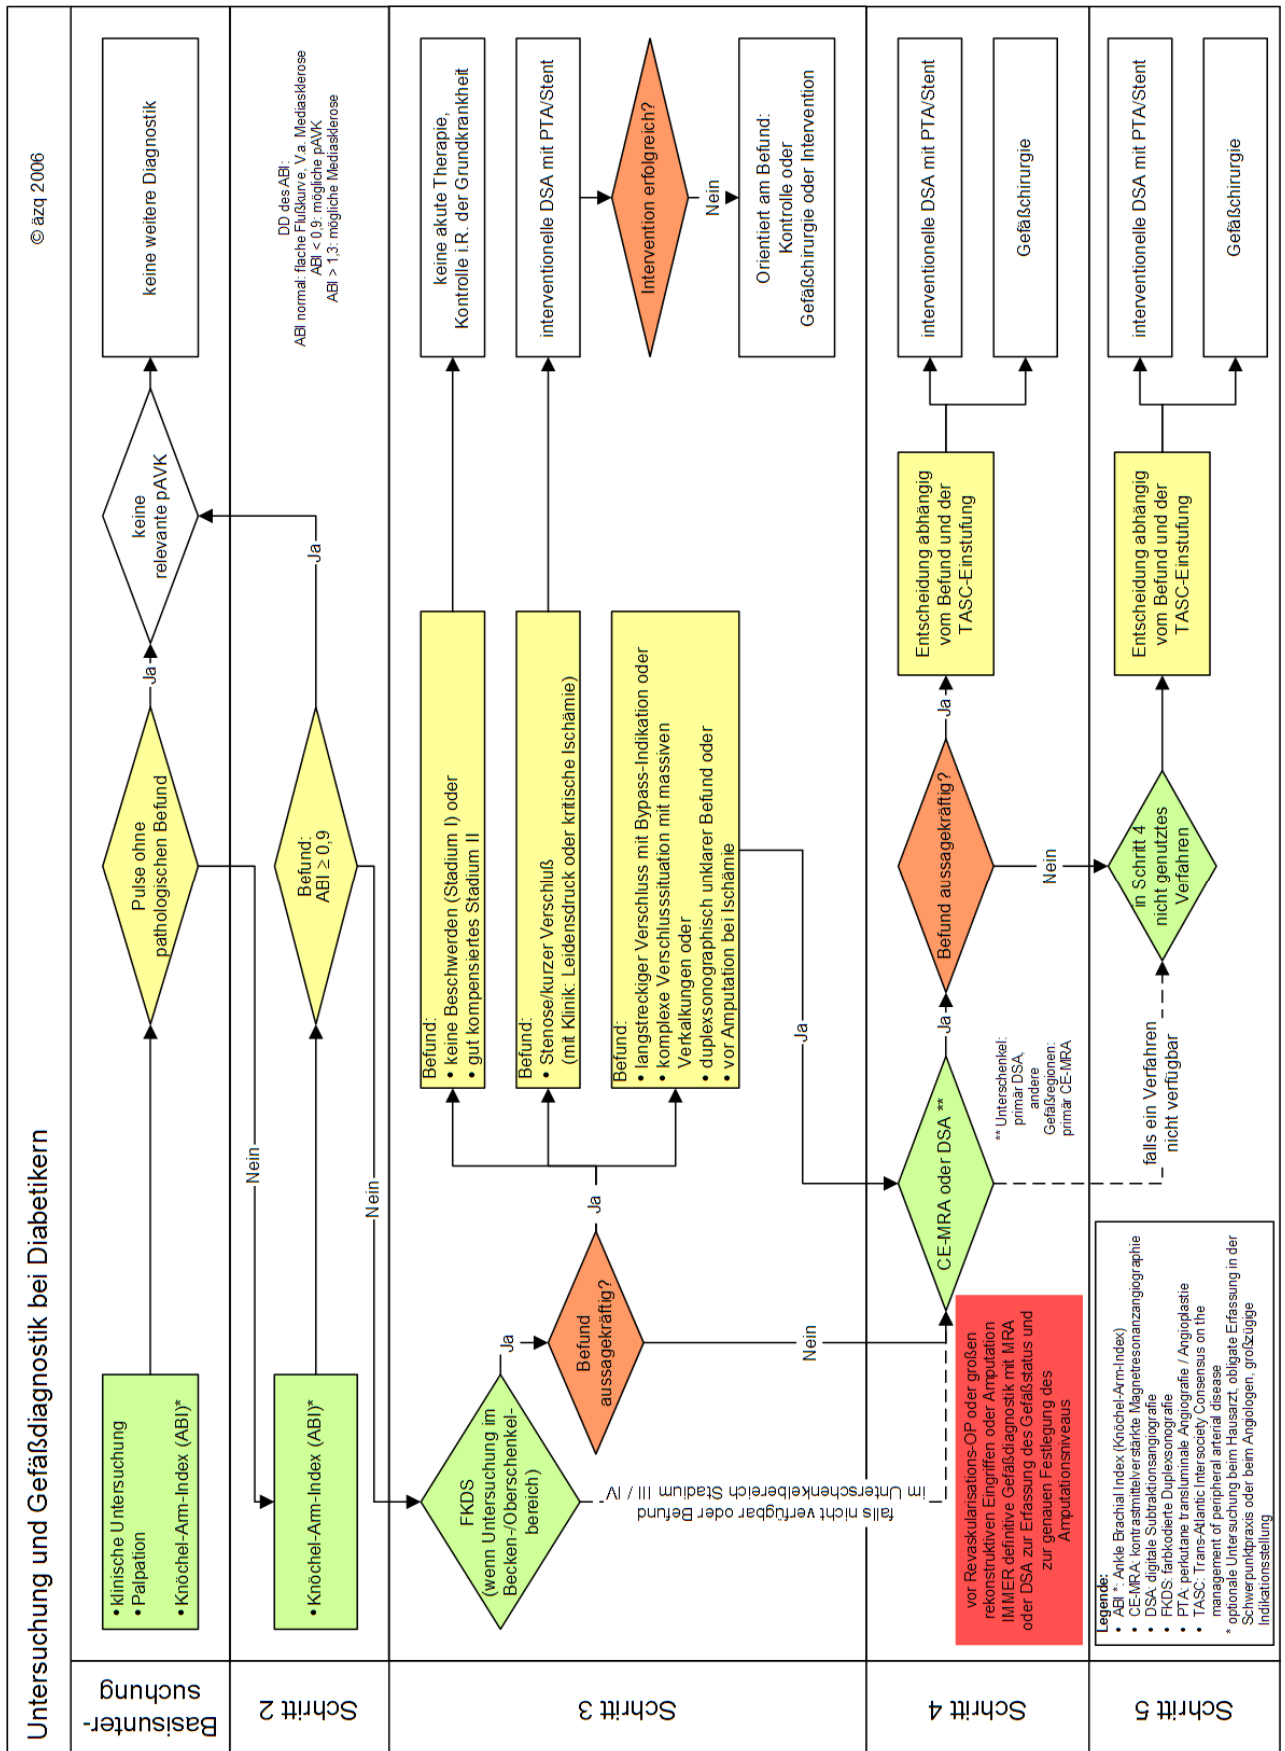 Untersuchung und Gefäßdiagnostik bei Diabetikern
© äzq 2006
Basisunter-
suchung
• klinische Untersuchung
• Palpation
• Knöchel-Arm-Index (ABI)*
Pulse ohne
pathologischen Befund
Ja
keine
relevante pAVK
keine weitere Diagnostik
Nein
Schritt 2
• Knöchel-Arm-Index (ABI)*
Befund:
ABI ≥ 0,9
Ja
Nein
DD des ABI:
ABI normal: flache Flußkurve, V.a. Mediasklerose
ABI < 0,9: mögliche pAVK
ABI > 1,3: mögliche Mediasklerose
Schritt 3
FKDS
(wenn Untersuchung im
Becken-/Oberschenkel-
bereich)
Ja
Befund
aussagekräftig?
Ja
Nein
falls nicht verfügbar oder Befund
im Unterschenkelbereich Stadium III / IV
Befund:
• keine Beschwerden (Stadium I) oder
• gut kompensiertes Stadium II
keine akute Therapie,
Kontrolle i.R. der Grundkrankheit
Befund:
• Stenose/kurzer Verschluß
(mit Klinik: Leidensdruck oder kritische Ischämie)
interventionelle DSA mit PTA/Stent
Intervention erfolgreich?
Nein
Orientiert am Befund:
Kontrolle oder
Gefäßchirurgie oder Intervention
Befund:
• langstreckiger Verschluss mit Bypass-Indikation oder
• komplexe Verschlusssituation mit massiven
Verkalkungen oder
• duplexsonographisch unklarer Befund oder
• vor Amputation bei Ischämie
Ja
Schritt 4
vor Revaskularisations-OP oder großen
rekonstruktiven Eingriffen oder Amputation
IMMER definitive Gefäßdiagnostik mit MRA
oder DSA zur Erfassung des Gefäßstatus und
zur genauen Festlegung des
Amputationsniveaus
CE-MRA oder DSA **
** Unterschenkel:
primär DSA,
andere
Gefäßregionen:
primär CE-MRA
Ja
Befund aussagekräftig?
Ja
Nein
Entscheidung abhängig
vom Befund und der
TASC-Einstufung
interventionelle DSA mit PTA/Stent
Gefäßchirurgie
Schritt 5
falls ein Verfahren
nicht verfügbar
in Schritt 4
nicht genutztes
Verfahren
Entscheidung abhängig
vom Befund und der
TASC-Einstufung
interventionelle DSA mit PTA/Stent
Gefäßchirurgie
Legende:
• ABI *: Ankle Brachial Index (Knöchel-Arm-Index)
• CE-MRA: kontrastmittelverstärkte Magnetresonanzangiographie
• DSA: digitale Subtraktionsangiografie
• FKDS: farbkodierte Duplexsonografie
• PTA: perkutane transluminale Angiografie / Angioplastie
• TASC: Trans-Atlantic Intersociety Consensus on the
management of peripheral arterial disease
* optionale Untersuchung beim Hausarzt, obligate Erfassung in der
Schwerpunktpraxis oder beim Angiologen, großzügige
Indikationsstellung